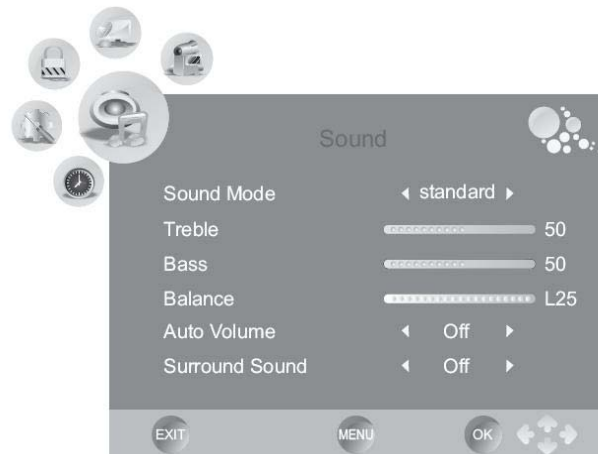 Sound
Sound Mode standard
Treble 50
Bass 50
Balance L25
Auto Volume Off
Surround Sound Off
EXIT MENU OK